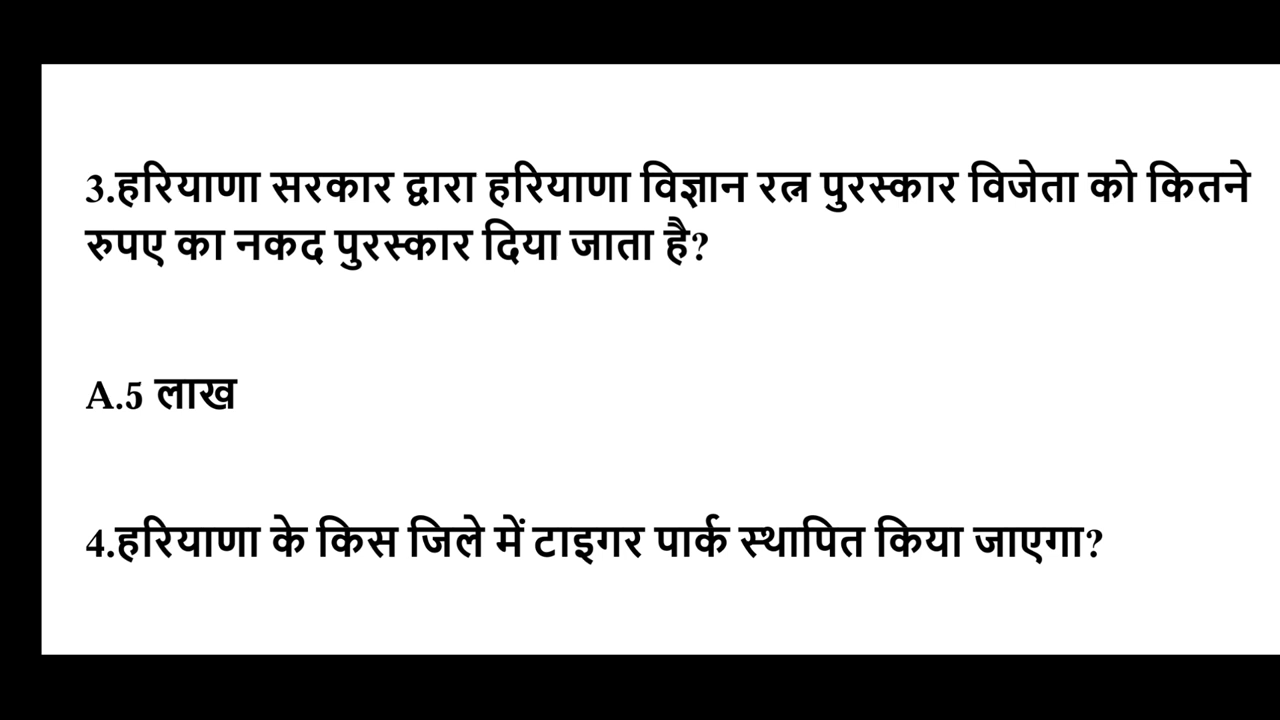 3.हरियाणा सरकार द्वारा हरियाणा विज्ञान रत्न पुरस्कार विजेता को कितने
रुपए का नकद पुरस्कार दिया जाता है?
A.5 लाख
4.हरियाणा के किस जिले में टाइगर पार्क स्थापित किया जाएगा?